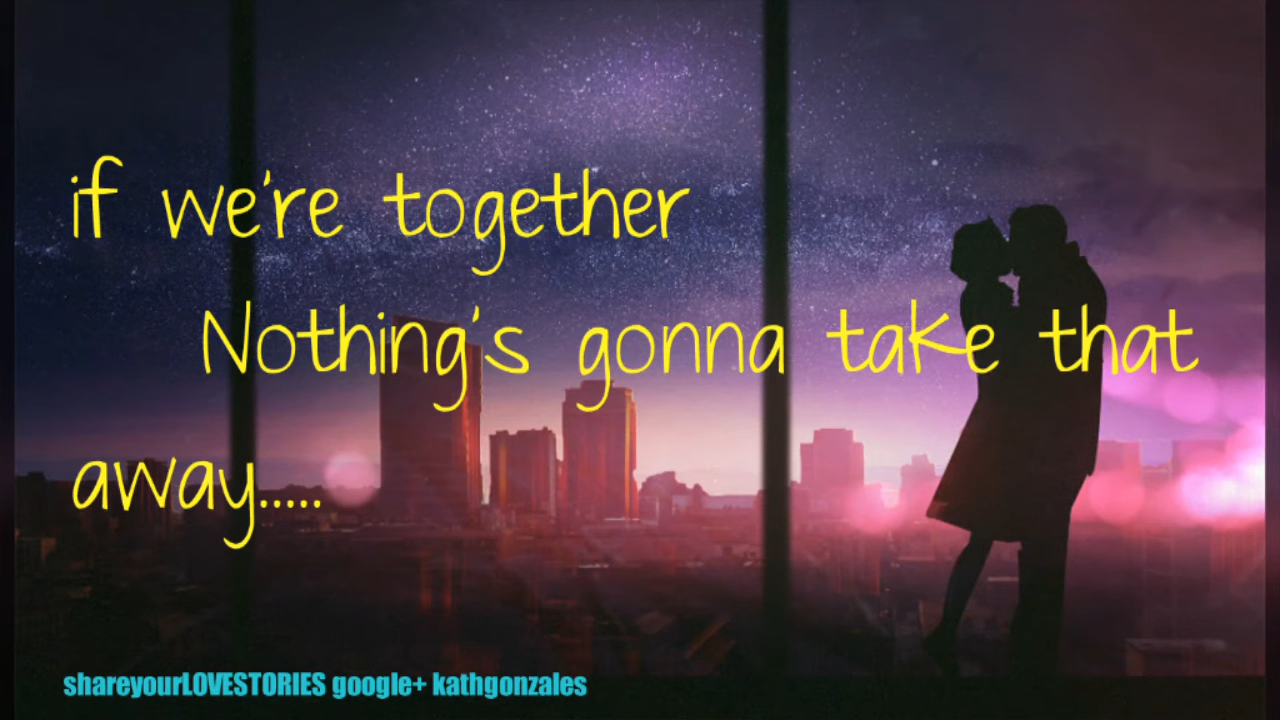 if we're together
Nothing's gonna take that
away.....
shareyourLOVESTORIES google+ kathgonzales